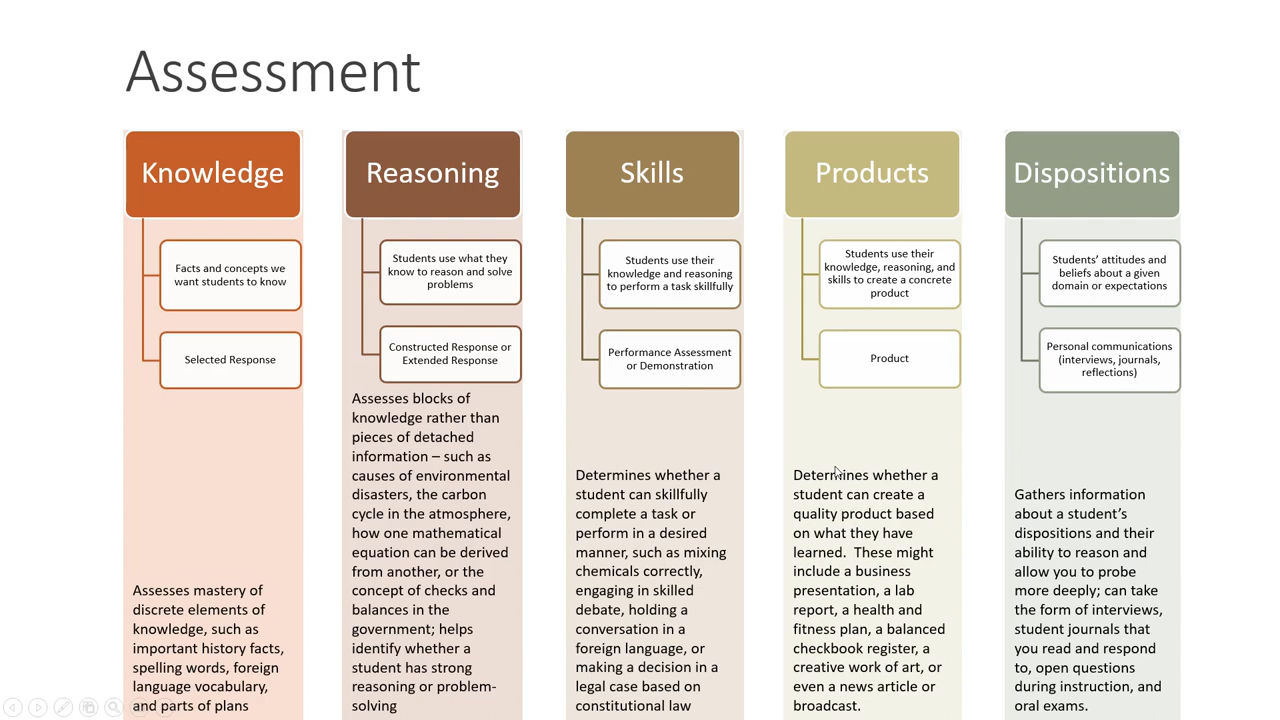 Assessment
Knowledge
Facts and concepts we
want students to know
Selected Response
Assesses mastery of
discrete elements of
knowledge, such as
important history facts,
spelling words, foreign
language vocabulary,
and parts of plans
Reasoning
Students use what they
know to reason and solve
problems
Constructed Response or
Extended Response
Assesses blocks of
knowledge rather than
pieces of detached
information – such as
causes of environmental
disasters, the carbon
cycle in the atmosphere,
how one mathematical
equation can be derived
from another, or the
concept of checks and
balances in the
government; helps
identify whether a
student has strong
reasoning or problem-
solving
Skills
Students use their
knowledge and reasoning
to perform a task skillfully
Performance Assessment
or Demonstration
Determines whether a
student can skillfully
complete a task or
perform in a desired
manner, such as mixing
chemicals correctly,
engaging in skilled
debate, holding a
conversation in a
foreign language, or
making a decision in a
legal case based on
constitutional law
Products
Students use their
knowledge, reasoning, and
skills to create a concrete
product
Product
Determines whether a
student can create a
quality product based
on what they have
learned.  These might
include a business
presentation, a lab
report, a health and
fitness plan, a balanced
checkbook register, a
creative work of art, or
even a news article or
broadcast.
Dispositions
Students’ attitudes and
beliefs about a given
domain or expectations
Personal communications
(interviews, journals,
reflections)
Gathers information
about a student’s
dispositions and their
ability to reason and
allow you to probe
more deeply; can take
the form of interviews,
student journals that
you read and respond
to, open questions
during instruction, and
oral exams.